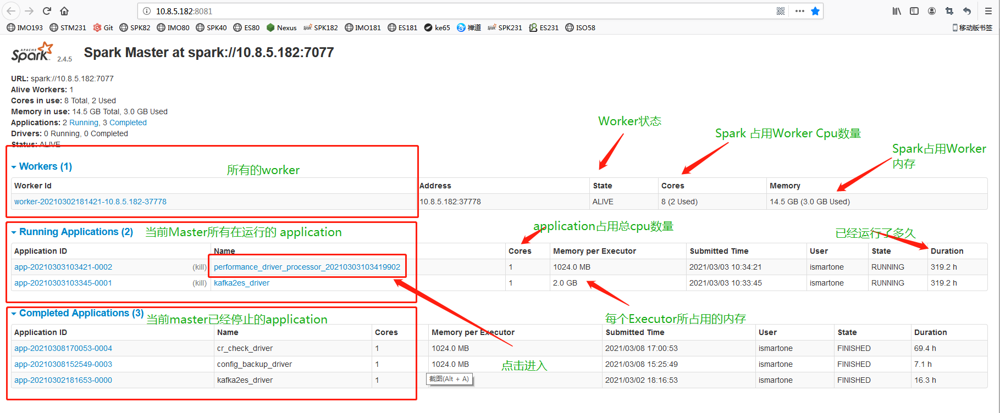 10.8.5.182:8081
IMO193 STM231 Git SPK82 IMO80 SPK40 ES80 Nexus SPK182 IMO181 ES181 ke65 禅道 SPK231 ES231 ISO58 移动版书签
APACHE Spark 2.4.5 Spark Master at spark://10.8.5.182:7077
URL: spark://10.8.5.182:7077
Alive Workers: 1
Cores in use: 8 Total, 2 Used
Memory in use: 14.5 GB Total, 3.0 GB Used
Applications: 2 Running, 3 Completed
Drivers: 0 Running, 0 Completed
Status: ALIVE
Worker状态
Spark 占用Worker Cpu数量
Spark占用Worker
内存
Workers (1)
所有的worker
Worker Id Address State Cores Memory
worker-20210302181421-10.8.5.182-37778 10.8.5.182:37778 ALIVE 8 (2 Used) 14.5 GB (3.0 GB Used)
Running Applications (2) 当前Master所有在运行的 application
application占用总cpu数量
已经运行了多久
Application ID Name Cores Memory per Executor Submitted Time User State Duration
app-20210303103421-0002 (kill) performance_driver_processor_20210303103419902 1 1024.0 MB 2021/03/03 10:34:21 ismartone RUNNING 319.2 h
app-20210303103345-0001 (kill) kafka2es_driver 1 2.0 GB 2021/03/03 10:33:45 ismartone RUNNING 319.2 h
Completed Applications (3) 当前master已经停止的application
每个Executor所占用的内存
Application ID Name Cores Memory per Executor Submitted Time User State Duration
app-20210308170053-0004 cr_check_driver 1 1024.0 MB 2021/03/08 17:00:53 ismartone FINISHED 69.4 h
app-20210308152549-0003 config_backup_driver 1 1024.0 MB 2021/03/08 15:25:49 ismartone FINISHED 7.1 h
点击进入
app-20210302181653-0000 kafka2es_driver 1 2021/03/02 18:16:53 ismartone FINISHED 16.3 h
截图(Alt + A)